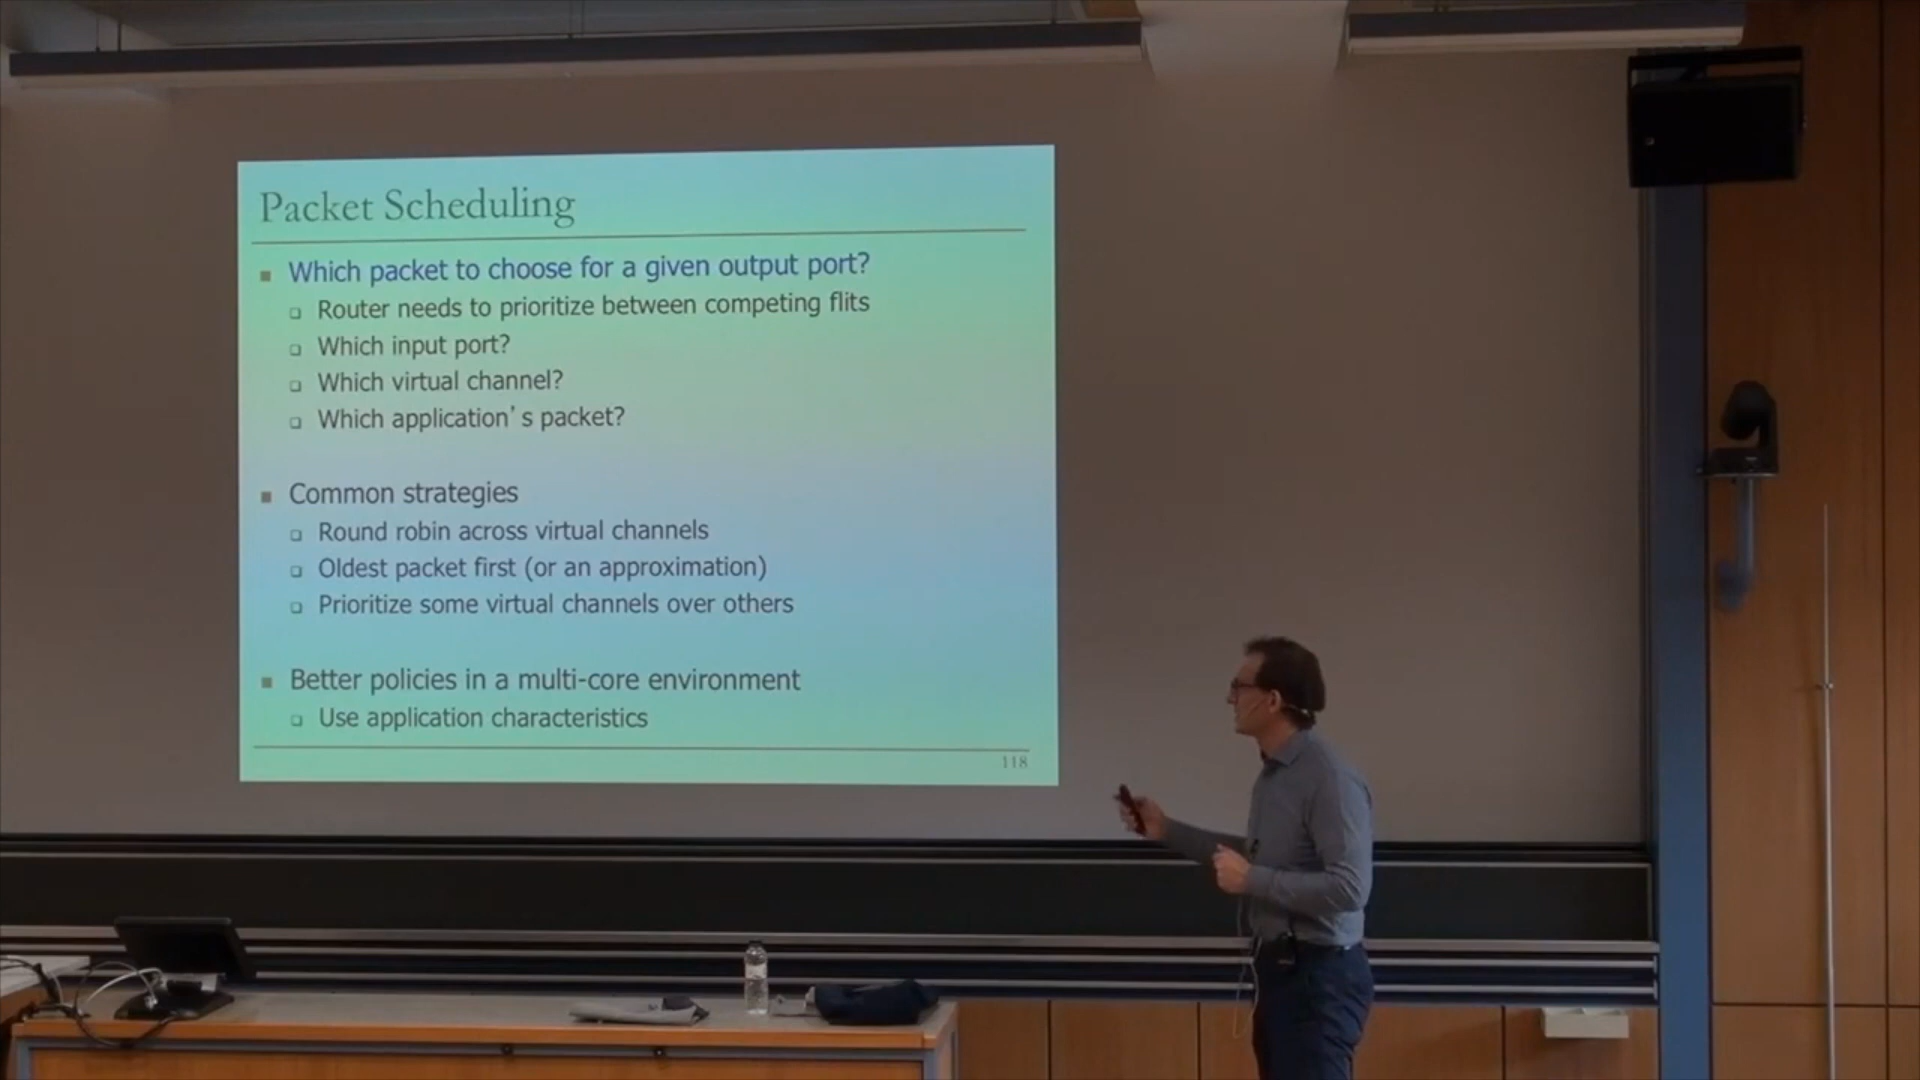 Packet Scheduling
Which packet to choose for a given output port?
Router needs to prioritize between competing flits
Which input port?
Which virtual channel?
Which application's packet?
Common strategies
Round robin across virtual channels
Oldest packet first (or an approximation)
Prioritize some virtual channels over others
Better policies in a multi-core environment
Use application characteristics
118